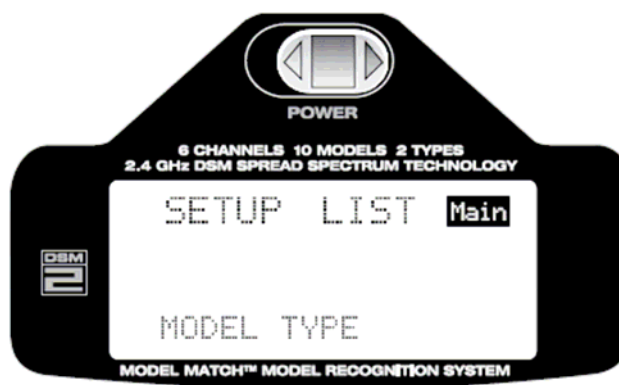 POWER
6 CHANNELS 10 MODELS 2 TYPES
2.4 GHz DSM SPREAD SPECTRUM TECHNOLOGY
SETUP LIST Main
DSM
2
MODEL TYPE
MODEL MATCH™ MODEL RECOGNITION SYSTEM